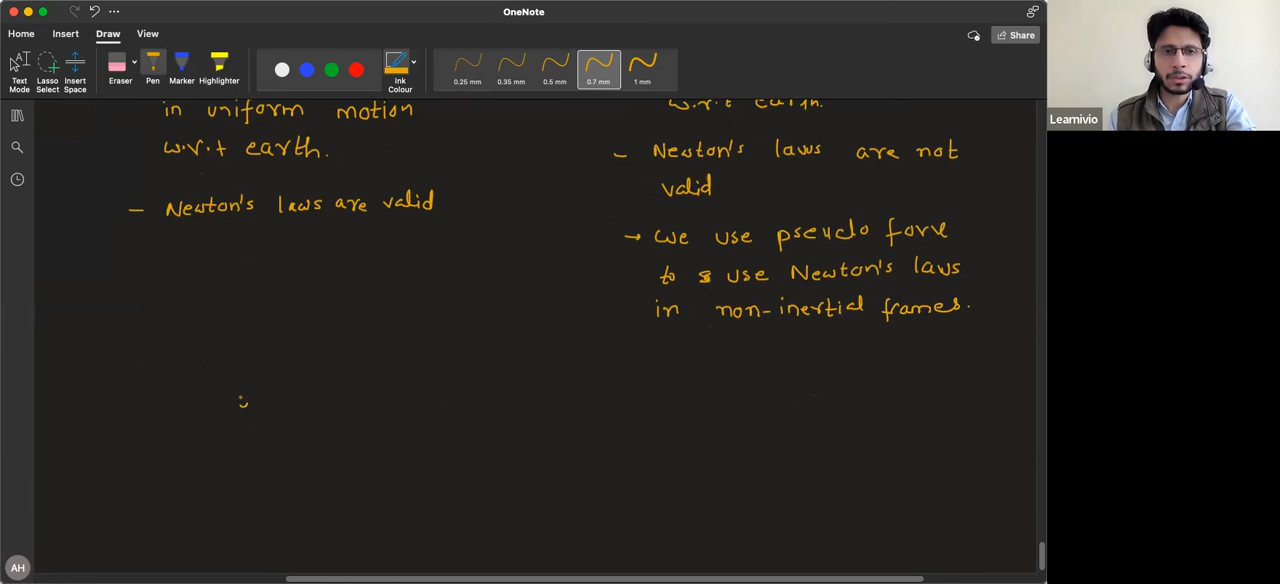 OneNote
Home Insert Draw View
Share
Text Mode
Lasso Select
Insert Space
Eraser
Pen
Marker
Highlighter
Ink Colour
0.25 mm
0.35 mm
0.5 mm
0.7 mm
1 mm
Learnivio
in uniform motion
w.r.t earth.
- Newton's laws are valid
w.r.t earth.
- Newton's laws are not
valid
→ We use pseudo force
to use Newton's laws
in non-inertial frames.
AH